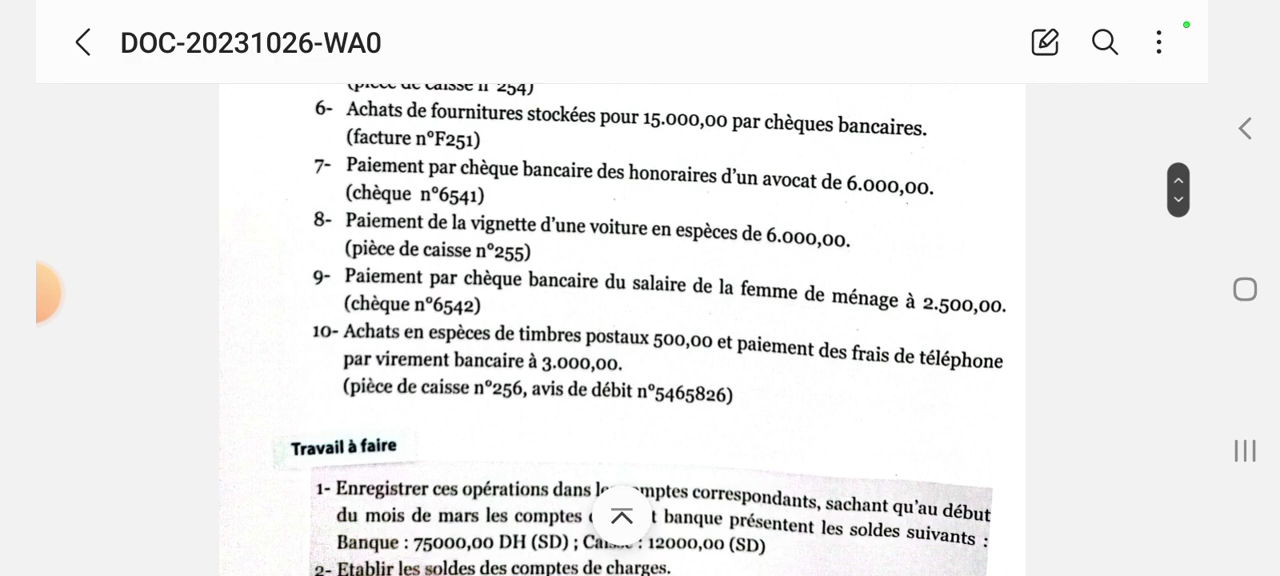 DOC-20231026-WA0
(pièce de caisse n°254)
6- Achats de fournitures stockées pour 15.000,00 par chèques bancaires.
(facture n°F251)
7- Paiement par chèque bancaire des honoraires d'un avocat de 6.000,00.
(chèque n°6541)
8- Paiement de la vignette d'une voiture en espèces de 6.000,00.
(pièce de caisse n°255)
9- Paiement par chèque bancaire du salaire de la femme de ménage à 2.500,00.
(chèque n°6542)
10- Achats en espèces de timbres postaux 500,00 et paiement des frais de téléphone
par virement bancaire à 3.000,00.
(pièce de caisse n°256, avis de débit n°5465826)
Travail à faire
1- Enregistrer ces opérations dans correspondants, sachant qu'au début
du mois de mars les comptes banque présentent les soldes suivants :
Banque : 75000,00 DH (SD) ; : 12000,00 (SD)
2- Etablir les soldes des comptes de charges.